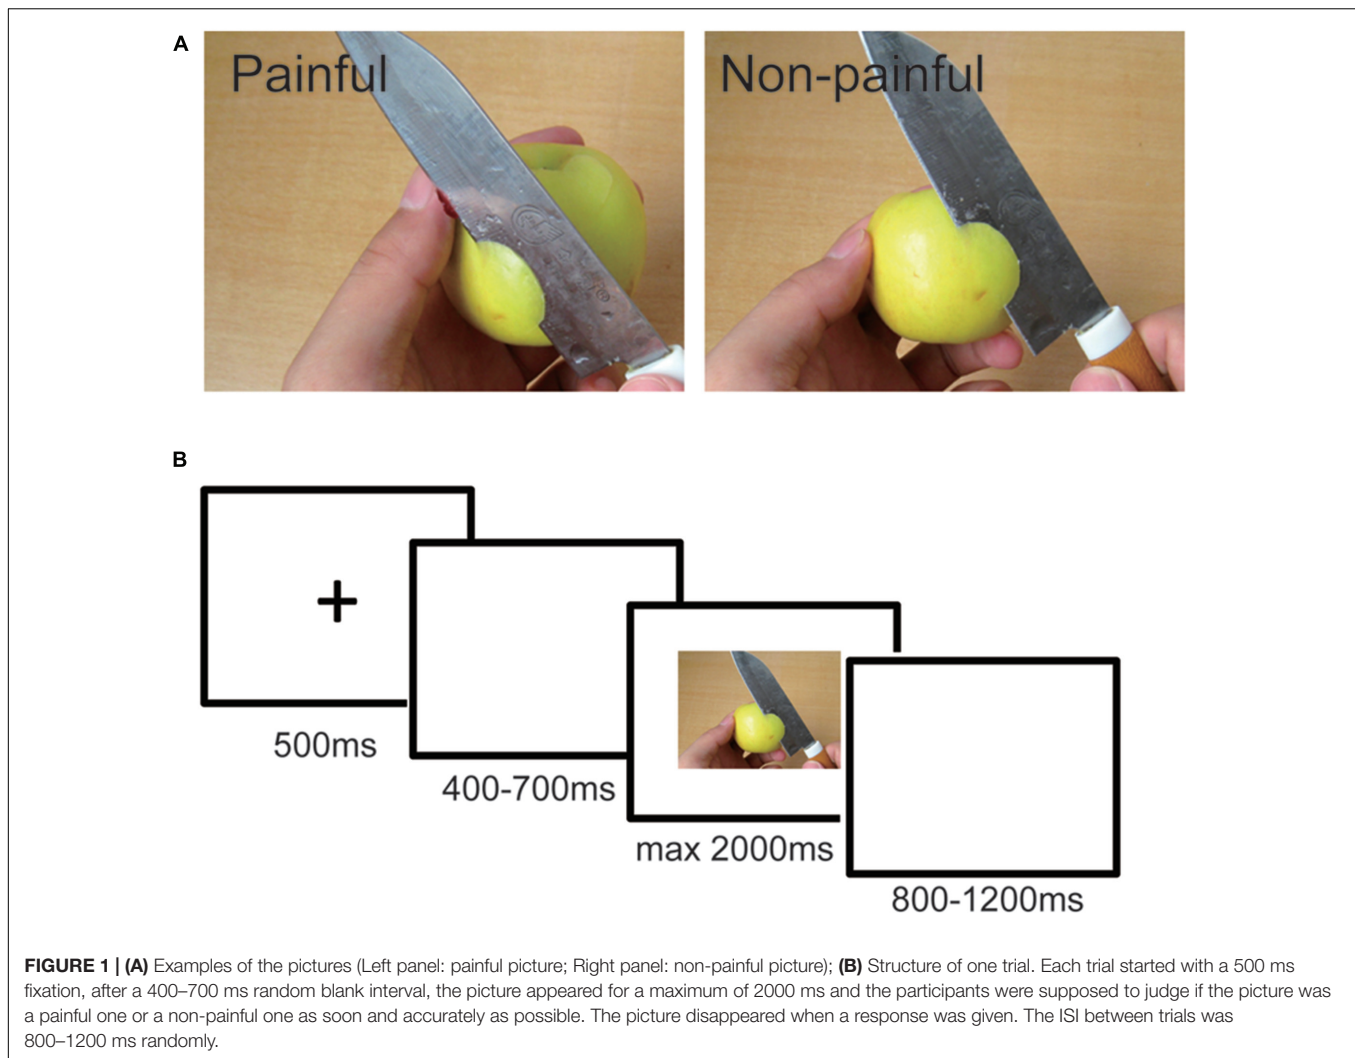 A
Painful
Non-painful
B
500ms
400-700ms
max 2000ms
800-1200ms
FIGURE 1 | (A) Examples of the pictures (Left panel: painful picture; Right panel: non-painful picture); (B) Structure of one trial. Each trial started with a 500 ms
fixation, after a 400–700 ms random blank interval, the picture appeared for a maximum of 2000 ms and the participants were supposed to judge if the picture was
a painful one or a non-painful one as soon and accurately as possible. The picture disappeared when a response was given. The ISI between trials was
800–1200 ms randomly.